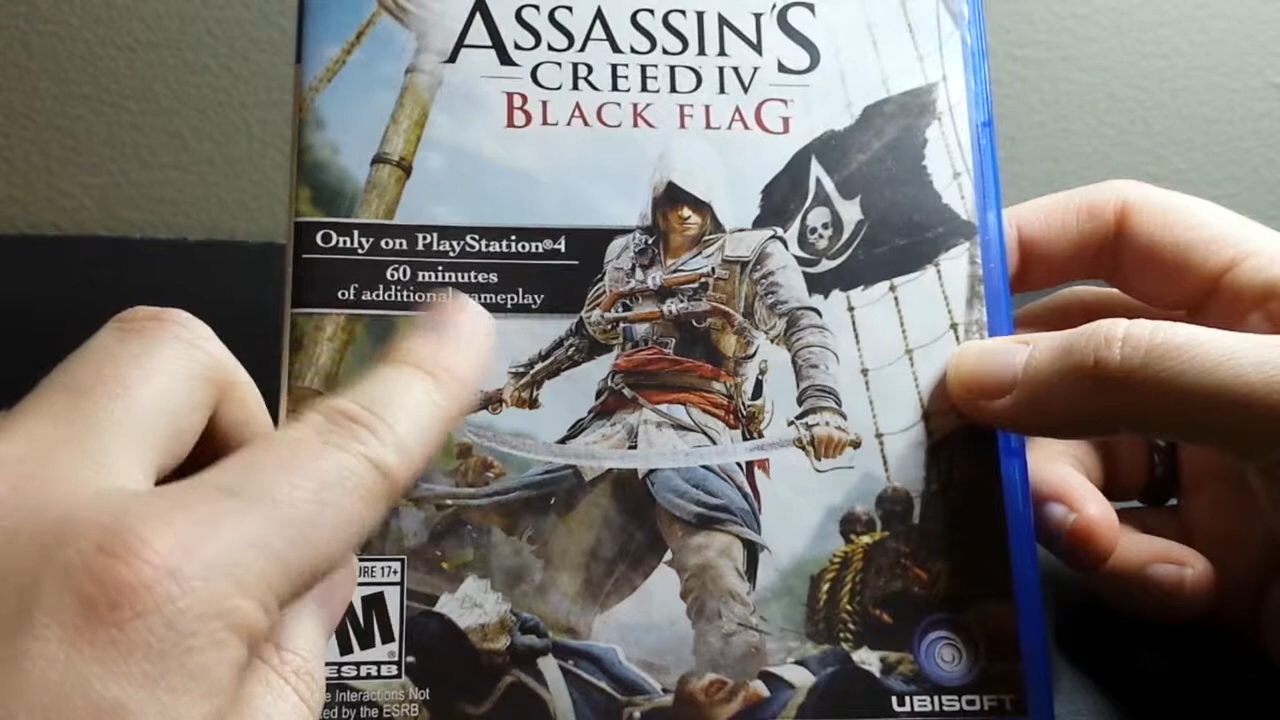 ASSASSIN'S
CREED IV
BLACK FLAG
Only on PlayStation®4
60 minutes
of additional gameplay
URE 17+
M
®
ESRB
e Interactions Not
ed by the ESRB
UBISOFT